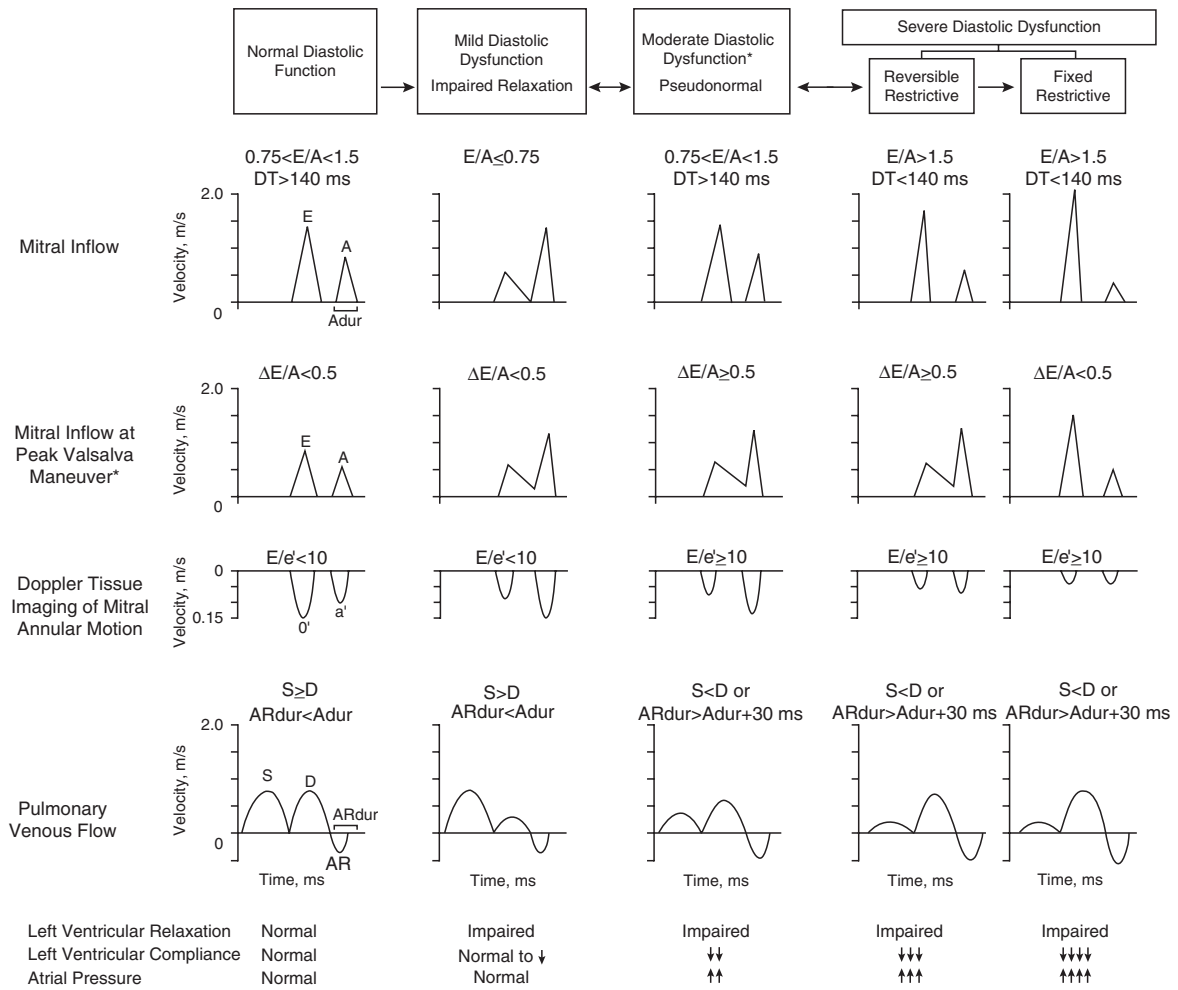 Normal Diastolic
Function
Mild Diastolic
Dysfunction
Impaired Relaxation
Moderate Diastolic
Dysfunction*
Pseudonormal
Severe Diastolic Dysfunction
Reversible
Restrictive
Fixed
Restrictive
Mitral Inflow
Velocity, m/s
2.0
0
0.75<E/A<1.5
DT>140 ms
E
A
Adur
E/A≤0.75
0.75<E/A<1.5
DT>140 ms
E/A>1.5
DT<140 ms
E/A>1.5
DT<140 ms
Mitral Inflow at
Peak Valsalva
Maneuver*
Velocity, m/s
2.0
0
ΔE/A<0.5
E
A
ΔE/A<0.5
ΔE/A≥0.5
ΔE/A≥0.5
ΔE/A<0.5
Doppler Tissue
Imaging of Mitral
Annular Motion
Velocity, m/s
0
0.15
E/e'<10
0'
a'
E/e'<10
E/e'≥10
E/e'≥10
E/e'≥10
Pulmonary
Venous Flow
Velocity, m/s
2.0
0
S≥D
ARdur<Adur
S
D
ARdur
AR
Time, ms
S>D
ARdur<Adur
Time, ms
S<D or
ARdur>Adur+30 ms
Time, ms
S<D or
ARdur>Adur+30 ms
Time, ms
S<D or
ARdur>Adur+30 ms
Time, ms
Left Ventricular Relaxation Normal Impaired Impaired Impaired Impaired
Left Ventricular Compliance Normal Normal to ↓ ↓↓ ↓↓↓ ↓↓↓↓
Atrial Pressure Normal Normal ↑↑ ↑↑↑ ↑↑↑↑